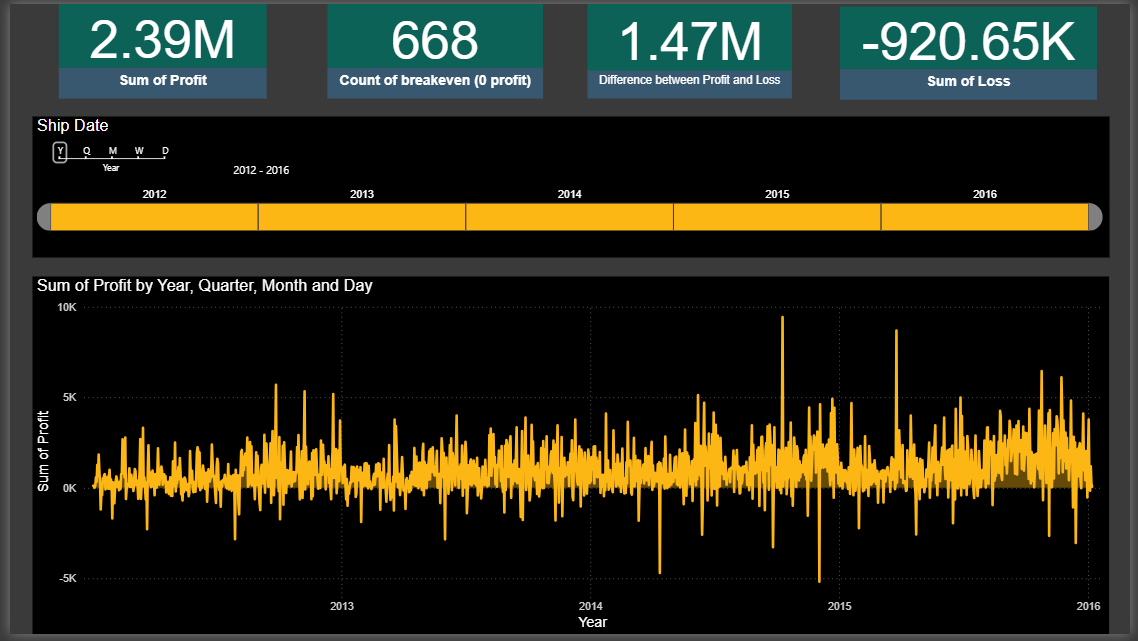 2.39M
Sum of Profit
668
Count of breakeven (0 profit)
1.47M
Difference between Profit and Loss
-920.65K
Sum of Loss
Ship Date
Y Q M W D
Year
2012 - 2016
2012 2013 2014 2015 2016
Sum of Profit by Year, Quarter, Month and Day
Sum of Profit
10K
5K
0K
-5K
2013 2014 2015 2016
Year